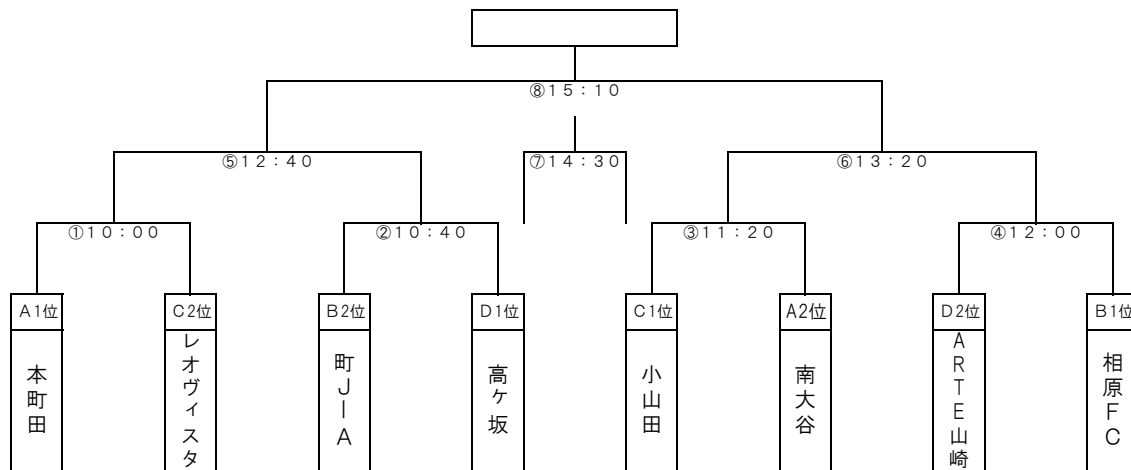 ⑧15：10
⑤12：40
⑦14：30
⑥13：20
①10：00
②10：40
③11：20
④12：00
A1位
C2位
B2位
D1位
C1位
A2位
D2位
B1位
本町田
レオヴィスタ
町JーA
高ヶ坂
小山田
南大谷
ARTE山崎
相原FC